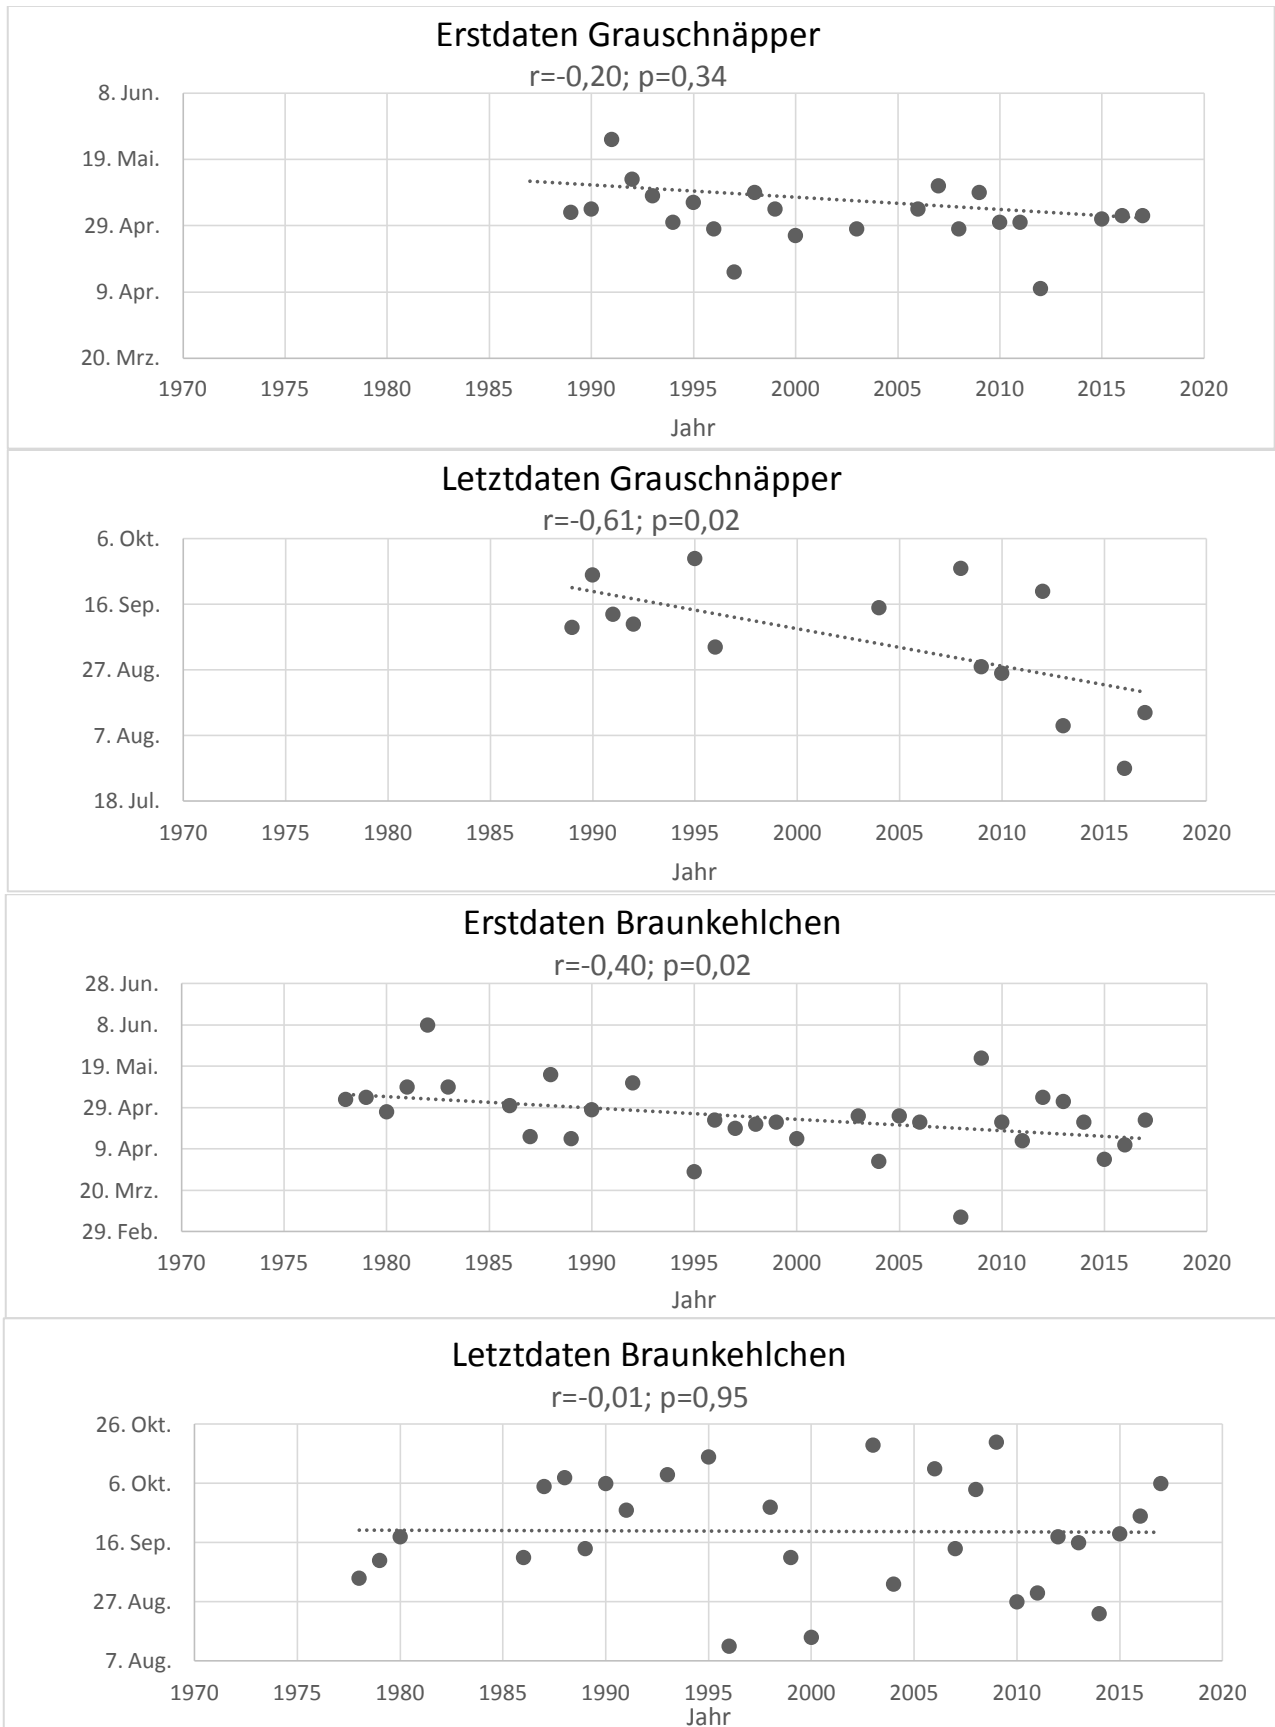 Erstdaten Grauschnäpper
r=-0,20; p=0,34
8. Jun.
19. Mai.
29. Apr.
9. Apr.
20. Mrz.
1970 1975 1980 1985 1990 1995 2000 2005 2010 2015 2020
Jahr
Letztdaten Grauschnäpper
r=-0,61; p=0,02
6. Okt.
16. Sep.
27. Aug.
7. Aug.
18. Jul.
1970 1975 1980 1985 1990 1995 2000 2005 2010 2015 2020
Jahr
Erstdaten Braunkehlchen
r=-0,40; p=0,02
28. Jun.
8. Jun.
19. Mai.
29. Apr.
9. Apr.
20. Mrz.
29. Feb.
1970 1975 1980 1985 1990 1995 2000 2005 2010 2015 2020
Jahr
Letztdaten Braunkehlchen
r=-0,01; p=0,95
26. Okt.
6. Okt.
16. Sep.
27. Aug.
7. Aug.
1970 1975 1980 1985 1990 1995 2000 2005 2010 2015 2020
Jahr